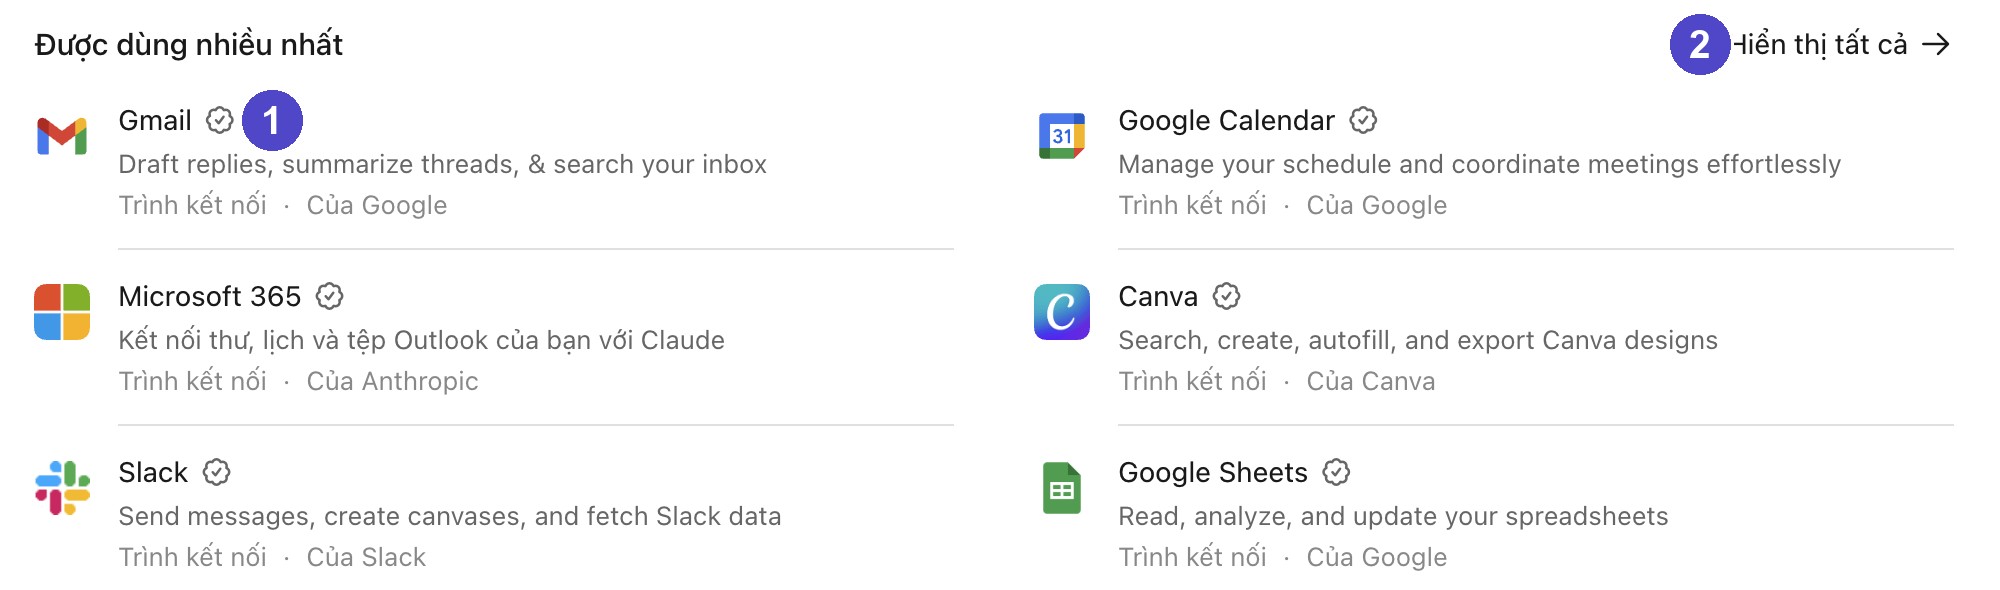 Được dùng nhiều nhất
2 Hiển thị tất cả →
Gmail 1
Draft replies, summarize threads, & search your inbox
Trình kết nối · Của Google
31
Google Calendar
Manage your schedule and coordinate meetings effortlessly
Trình kết nối · Của Google
Microsoft 365
Kết nối thư, lịch và tệp Outlook của bạn với Claude
Trình kết nối · Của Anthropic
C
Canva
Search, create, autofill, and export Canva designs
Trình kết nối · Của Canva
Slack
Send messages, create canvases, and fetch Slack data
Trình kết nối · Của Slack
Google Sheets
Read, analyze, and update your spreadsheets
Trình kết nối · Của Google